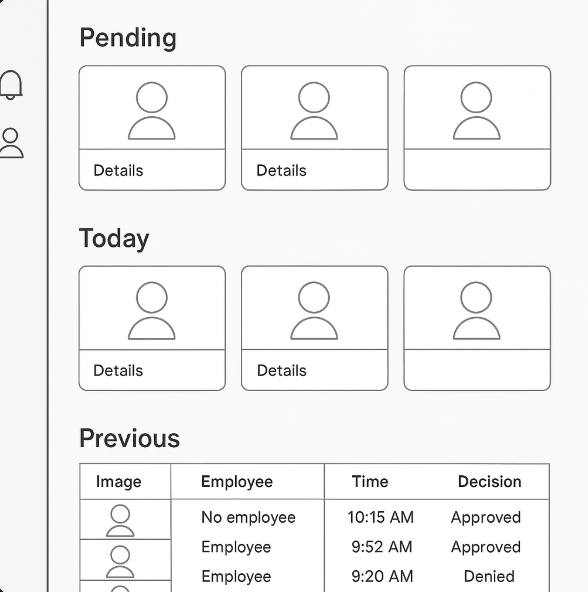 Pending
Details Details
Today
Details Details
Previous
Image Employee Time Decision
No employee 10:15 AM Approved
Employee 9:52 AM Approved
Employee 9:20 AM Denied